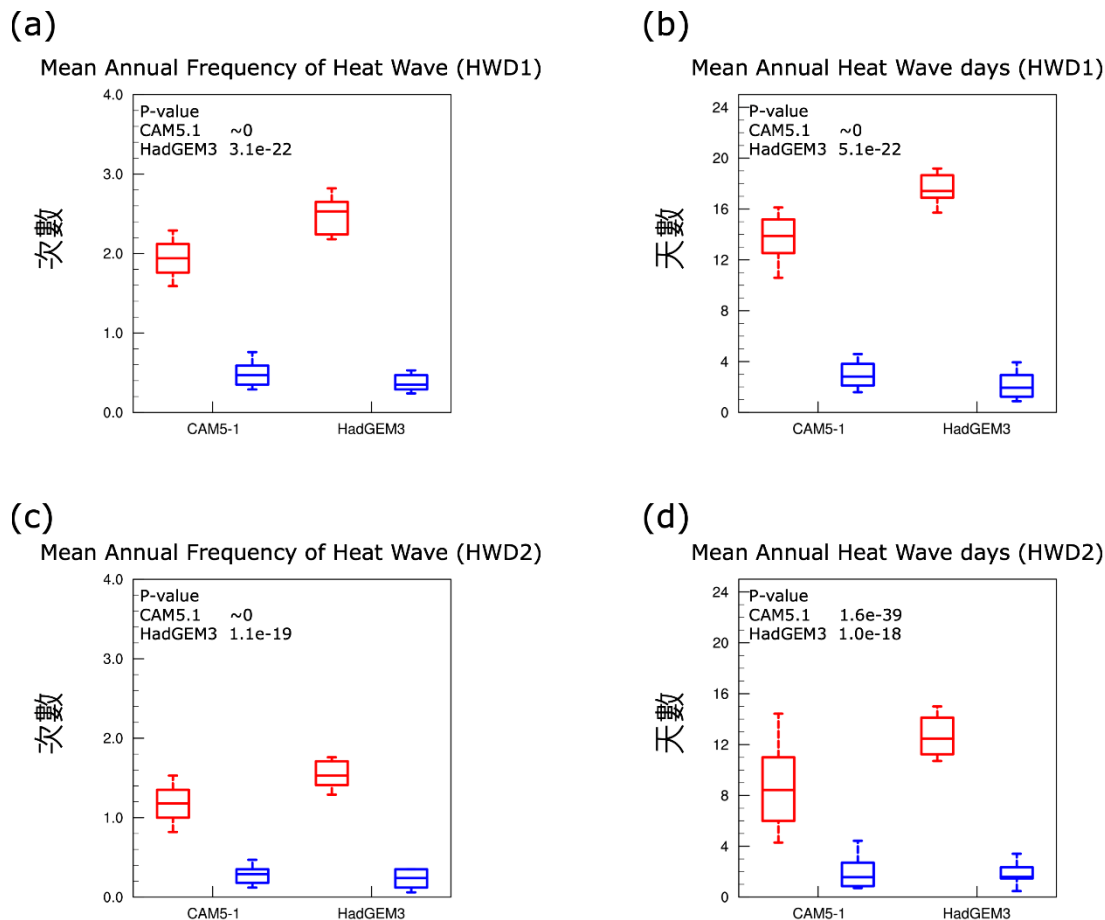 (a)
Mean Annual Frequency of Heat Wave (HWD1)
4.0
3.0
2.0
1.0
0.0
次數
P-value
CAM5.1 ~0
HadGEM3 3.1e-22
CAM5-1 HadGEM3
(b)
Mean Annual Heat Wave days (HWD1)
24
20
16
12
8
4
0
天數
P-value
CAM5.1 ~0
HadGEM3 5.1e-22
CAM5-1 HadGEM3
(c)
Mean Annual Frequency of Heat Wave (HWD2)
4.0
3.0
2.0
1.0
0.0
次數
P-value
CAM5.1 ~0
HadGEM3 1.1e-19
CAM5-1 HadGEM3
(d)
Mean Annual Heat Wave days (HWD2)
24
20
16
12
8
4
0
天數
P-value
CAM5.1 1.6e-39
HadGEM3 1.0e-18
CAM5-1 HadGEM3